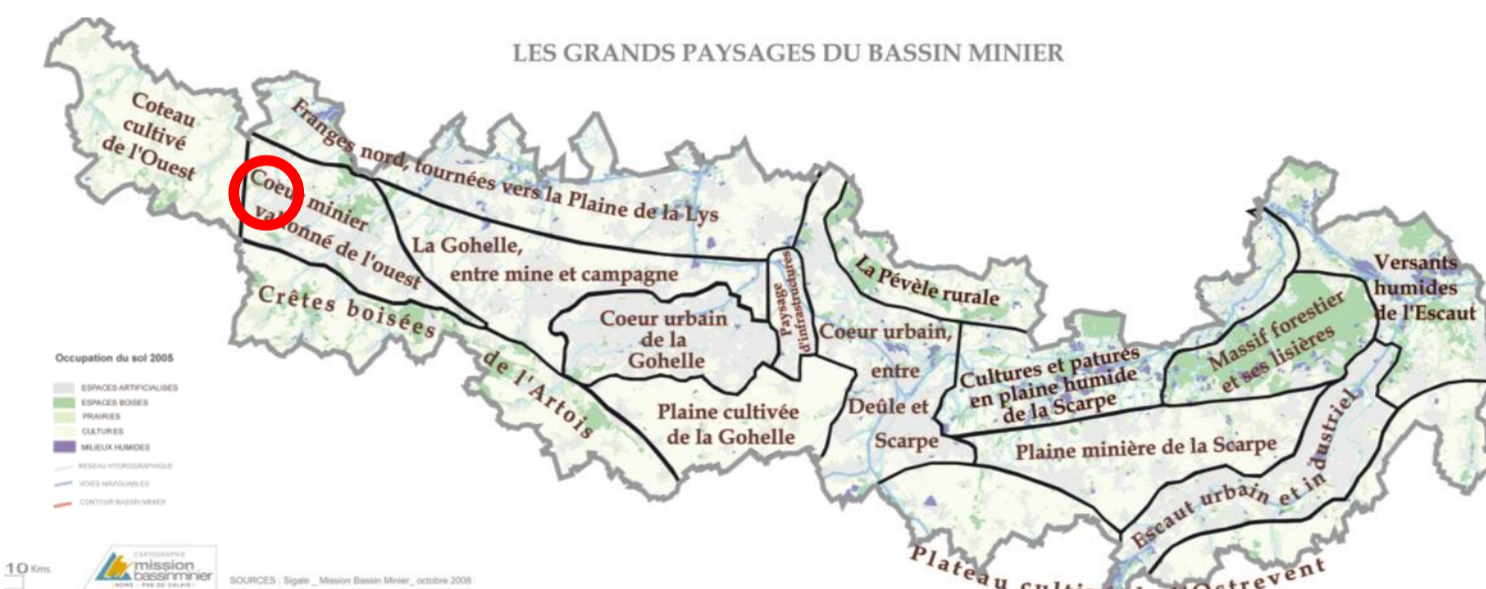 LES GRANDS PAYSAGES DU BASSIN MINIER
Coteau
cultivé
de l'Ouest
Franges nord, tournées vers la Plaine de la Lys
Coeur minier
vallonné de l'ouest
La Gohelle,
entre mine et campagne
Crêtes boisées
de l'Artois
Coeur urbain
de la
Gohelle
Paysage
d'infrastructures
Plaine cultivée
de la Gohelle
La Pévèle rurale
Coeur urbain,
entre
Deûle et
Scarpe
Cultures et patures
en plaine humide
de la Scarpe
Massif forestier
et ses lisières
Versants
humides
de l'Escaut
Plaine minière de la Scarpe
Escaut urbain et industriel
Plateau
Occupation du sol 2005
ESPACES ARTIFICIALISES
ESPACES BOISES
PRAIRIES
CULTURES
MILIEUX HUMIDES
RESEAU HYDROGRAPHIQUE
VOIES NAVIGUABLES
CONTOUR BASSIN MINIER
10 Kms
CARTOGRAPHIE
mission
bassinminier
NORD - PAS DE CALAIS
SOURCES : Sigale _ Mission Bassin Minier_ octobre 2008